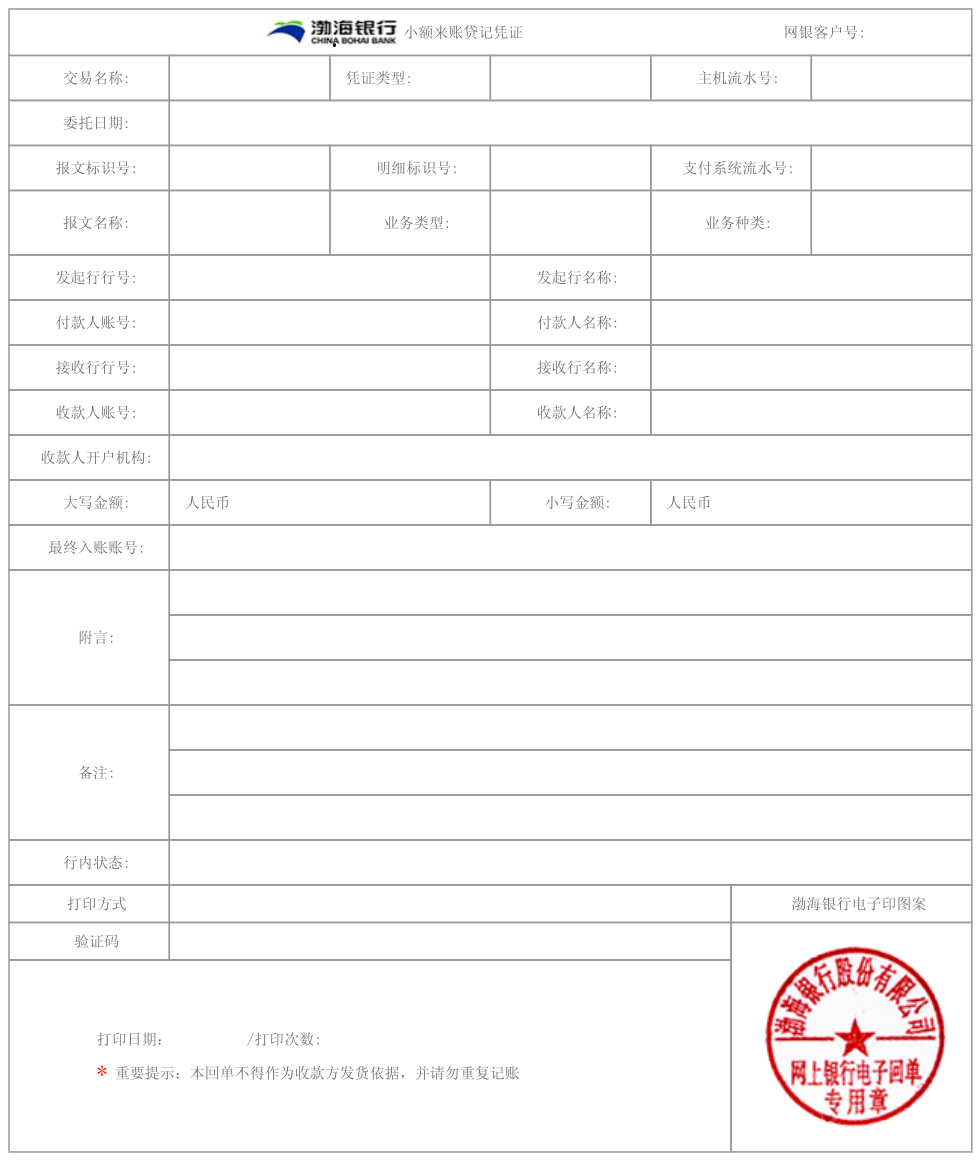 渤海银行 小额来账贷记凭证 网银客户号:
CHINA BOHAI BANK
交易名称: 凭证类型: 主机流水号:
委托日期:
报文标识号: 明细标识号: 支付系统流水号:
报文名称: 业务类型: 业务种类:
发起行行号: 发起行名称:
付款人账号: 付款人名称:
接收行行号: 接收行名称:
收款人账号: 收款人名称:
收款人开户机构:
大写金额: 人民币 小写金额: 人民币
最终入账账号:
附言:
备注:
行内状态:
打印方式 渤海银行电子印图案
验证码
渤海银行股份有限公司
网上银行电子回单
专用章
打印日期: /打印次数:
* 重要提示：本回单不得作为收款方发货依据，并请勿重复记账